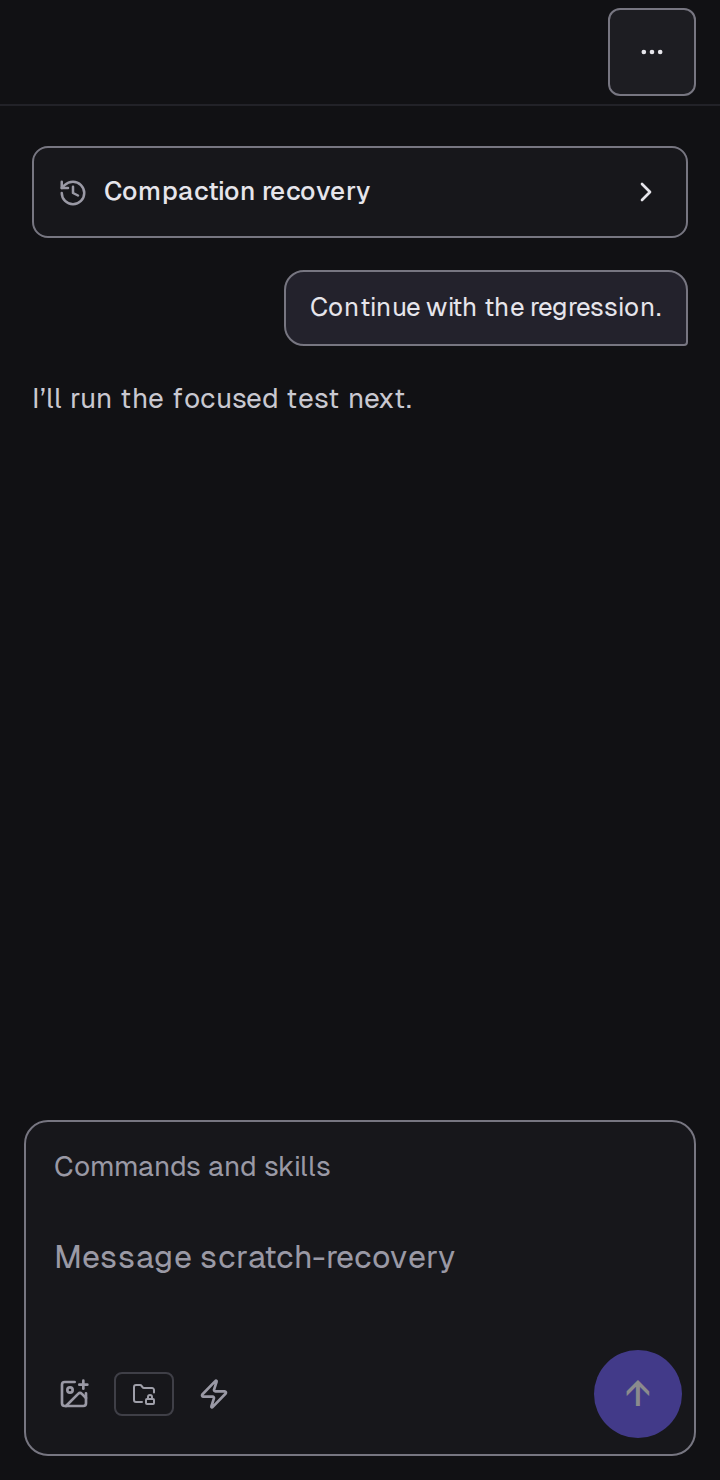 Compaction recovery
Continue with the regression.
I’ll run the focused test next.
Commands and skills
Message scratch-recovery